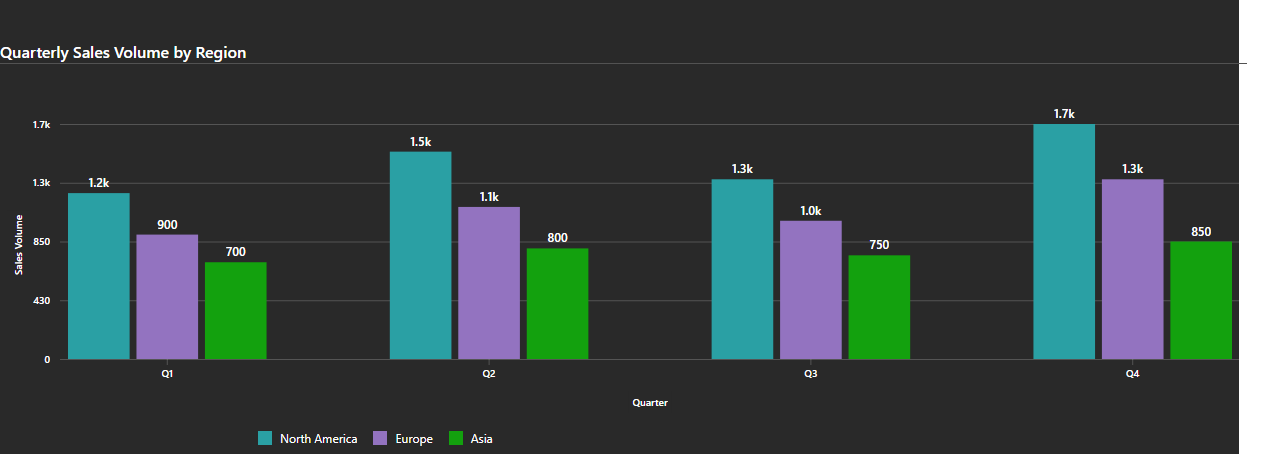 Quarterly Sales Volume by Region
1.7k
1.7k
1.5k
1.3k
1.3k
1.3k
1.2k
1.1k
1.0k
900
850
850
800
750
700
430
0
Sales Volume
Q1 Q2 Q3 Q4
Quarter
North America Europe Asia